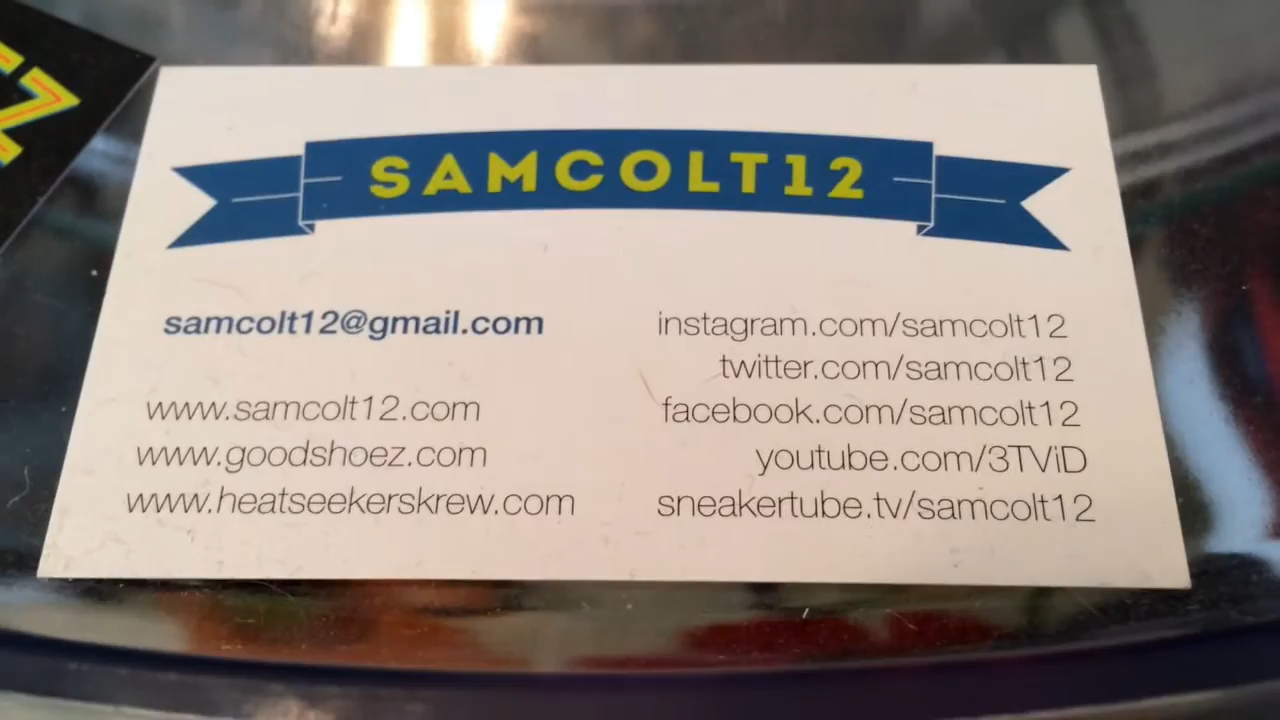 SAMCOLT12
samcolt12@gmail.com
www.samcolt12.com
www.goodshoez.com
www.heatseekerskrew.com
instagram.com/samcolt12
twitter.com/samcolt12
facebook.com/samcolt12
youtube.com/3TViD
sneakertube.tv/samcolt12
Z